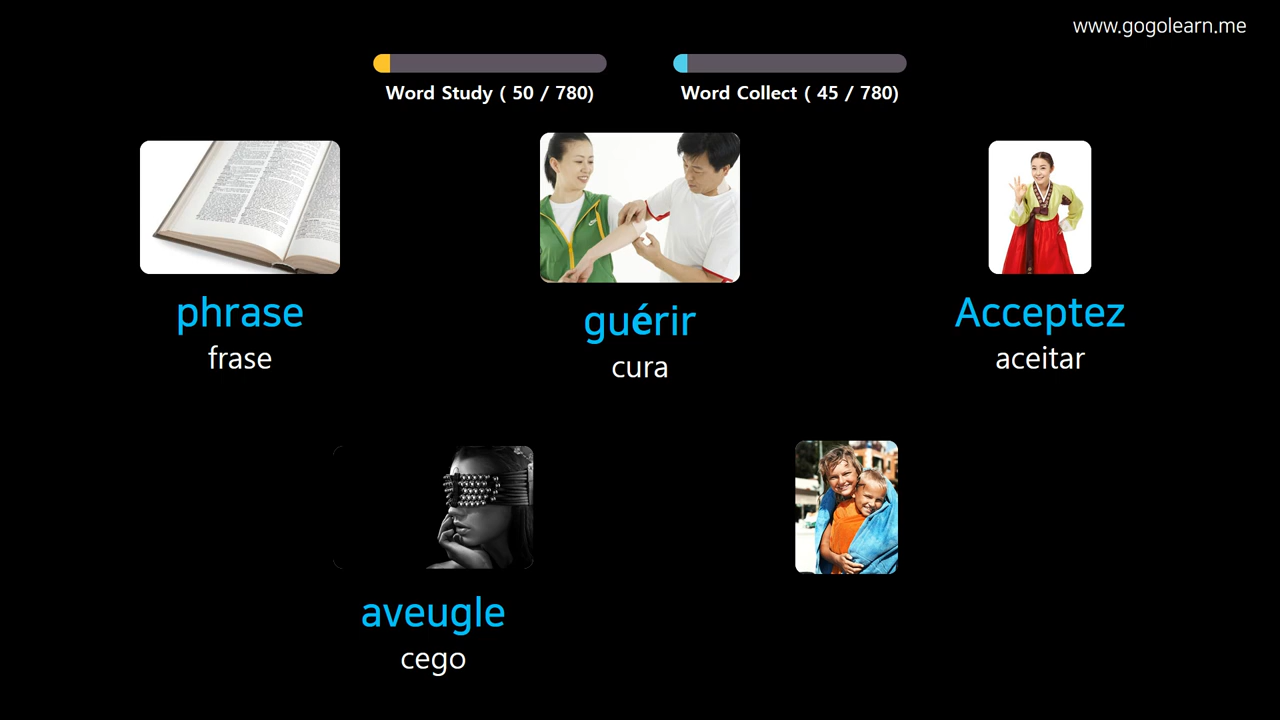 www.gogolearn.me
Word Study ( 50 / 780)
Word Collect ( 45 / 780)
phrase
frase
guérir
cura
Acceptez
aceitar
aveugle
cego